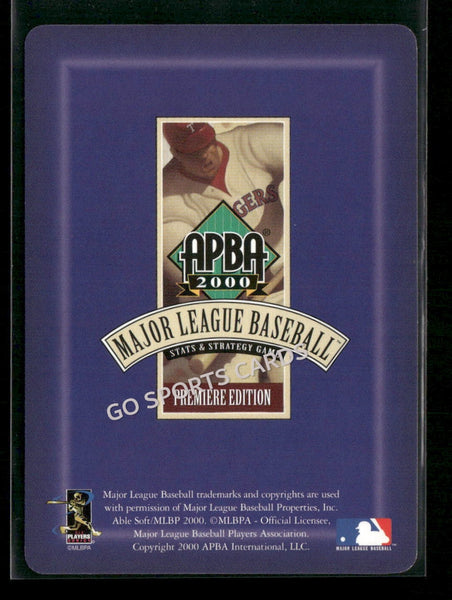 T
GERS
APBA®
2000
MAJOR LEAGUE BASEBALL™
STATS & STRATEGY GAME
GO SPORTS CARDS
PREMIERE EDITION
Major League Baseball trademarks and copyrights are used
with permission of Major League Baseball Properties, Inc.
Able Soft/MLBP 2000. ©MLBPA - Official Licensee,
Major League Baseball Players Association.
Copyright 2000 APBA International, LLC.
PLAYERS
©MLBPA
MAJOR LEAGUE BASEBALL